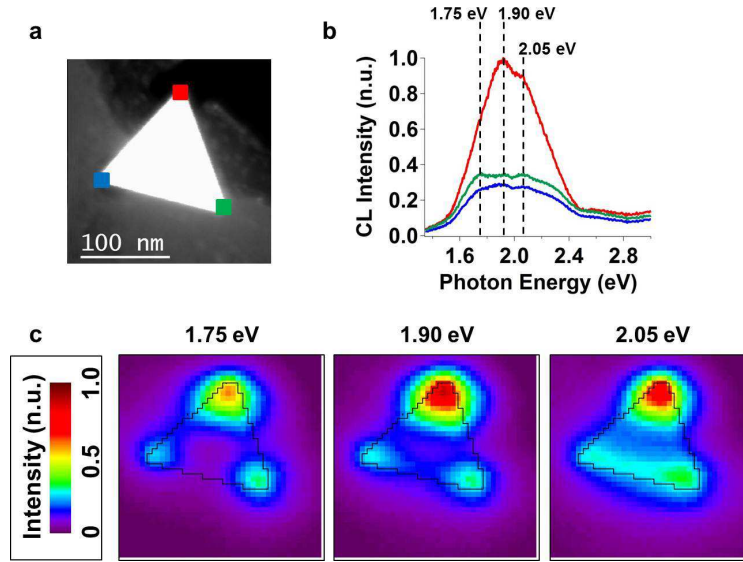 a
100 nm
b
1.75 eV
1.90 eV
2.05 eV
CL Intensity (n.u.)
1.0
0.8
0.6
0.4
0.2
0.0
1.6
2.0
2.4
2.8
Photon Energy (eV)
c
1.75 eV
1.90 eV
2.05 eV
Intensity (n.u.)
1.0
0.5
0